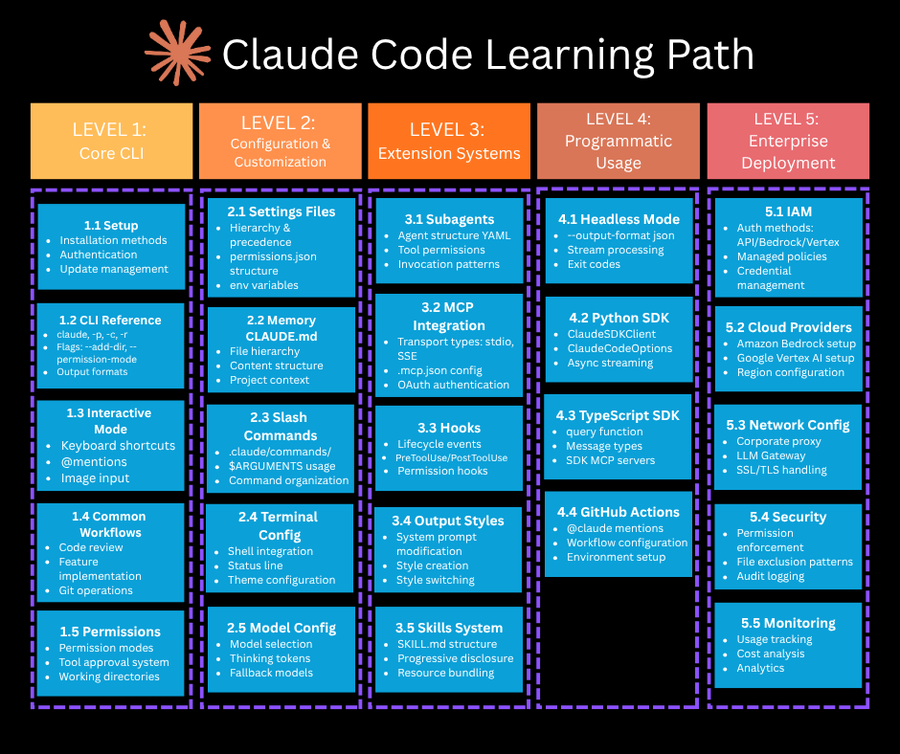 Claude Code Learning Path
LEVEL 1:
Core CLI
1.1 Setup
• Installation methods
• Authentication
• Update management
1.2 CLI Reference
• claude, -p, -c, -r
• Flags: --add-dir, --
permission-mode
• Output formats
1.3 Interactive
Mode
• Keyboard shortcuts
• @mentions
• Image input
1.4 Common
Workflows
• Code review
• Feature
implementation
• Git operations
1.5 Permissions
• Permission modes
• Tool approval system
• Working directories
LEVEL 2:
Configuration &
Customization
2.1 Settings Files
• Hierarchy &
precedence
• permissions.json
structure
• env variables
2.2 Memory
CLAUDE.md
• File hierarchy
• Content structure
• Project context
2.3 Slash
Commands
• .claude/commands/
• $ARGUMENTS usage
• Command organization
2.4 Terminal
Config
• Shell integration
• Status line
• Theme configuration
2.5 Model Config
• Model selection
• Thinking tokens
• Fallback models
LEVEL 3:
Extension Systems
3.1 Subagents
• Agent structure YAML
• Tool permissions
• Invocation patterns
3.2 MCP
Integration
• Transport types: stdio,
SSE
• .mcp.json config
• OAuth authentication
3.3 Hooks
• Lifecycle events
• PreToolUse/PostToolUse
• Permission hooks
3.4 Output Styles
• System prompt
modification
• Style creation
• Style switching
3.5 Skills System
• SKILL.md structure
• Progressive disclosure
• Resource bundling
LEVEL 4:
Programmatic
Usage
4.1 Headless Mode
• --output-format json
• Stream processing
• Exit codes
4.2 Python SDK
• ClaudeSDKClient
• ClaudeCodeOptions
• Async streaming
4.3 TypeScript SDK
• query function
• Message types
• SDK MCP servers
4.4 GitHub Actions
• @claude mentions
• Workflow configuration
• Environment setup
LEVEL 5:
Enterprise
Deployment
5.1 IAM
• Auth methods:
API/Bedrock/Vertex
• Managed policies
• Credential
management
5.2 Cloud Providers
• Amazon Bedrock setup
• Google Vertex AI setup
• Region configuration
5.3 Network Config
• Corporate proxy
• LLM Gateway
• SSL/TLS handling
5.4 Security
• Permission
enforcement
• File exclusion patterns
• Audit logging
5.5 Monitoring
• Usage tracking
• Cost analysis
• Analytics